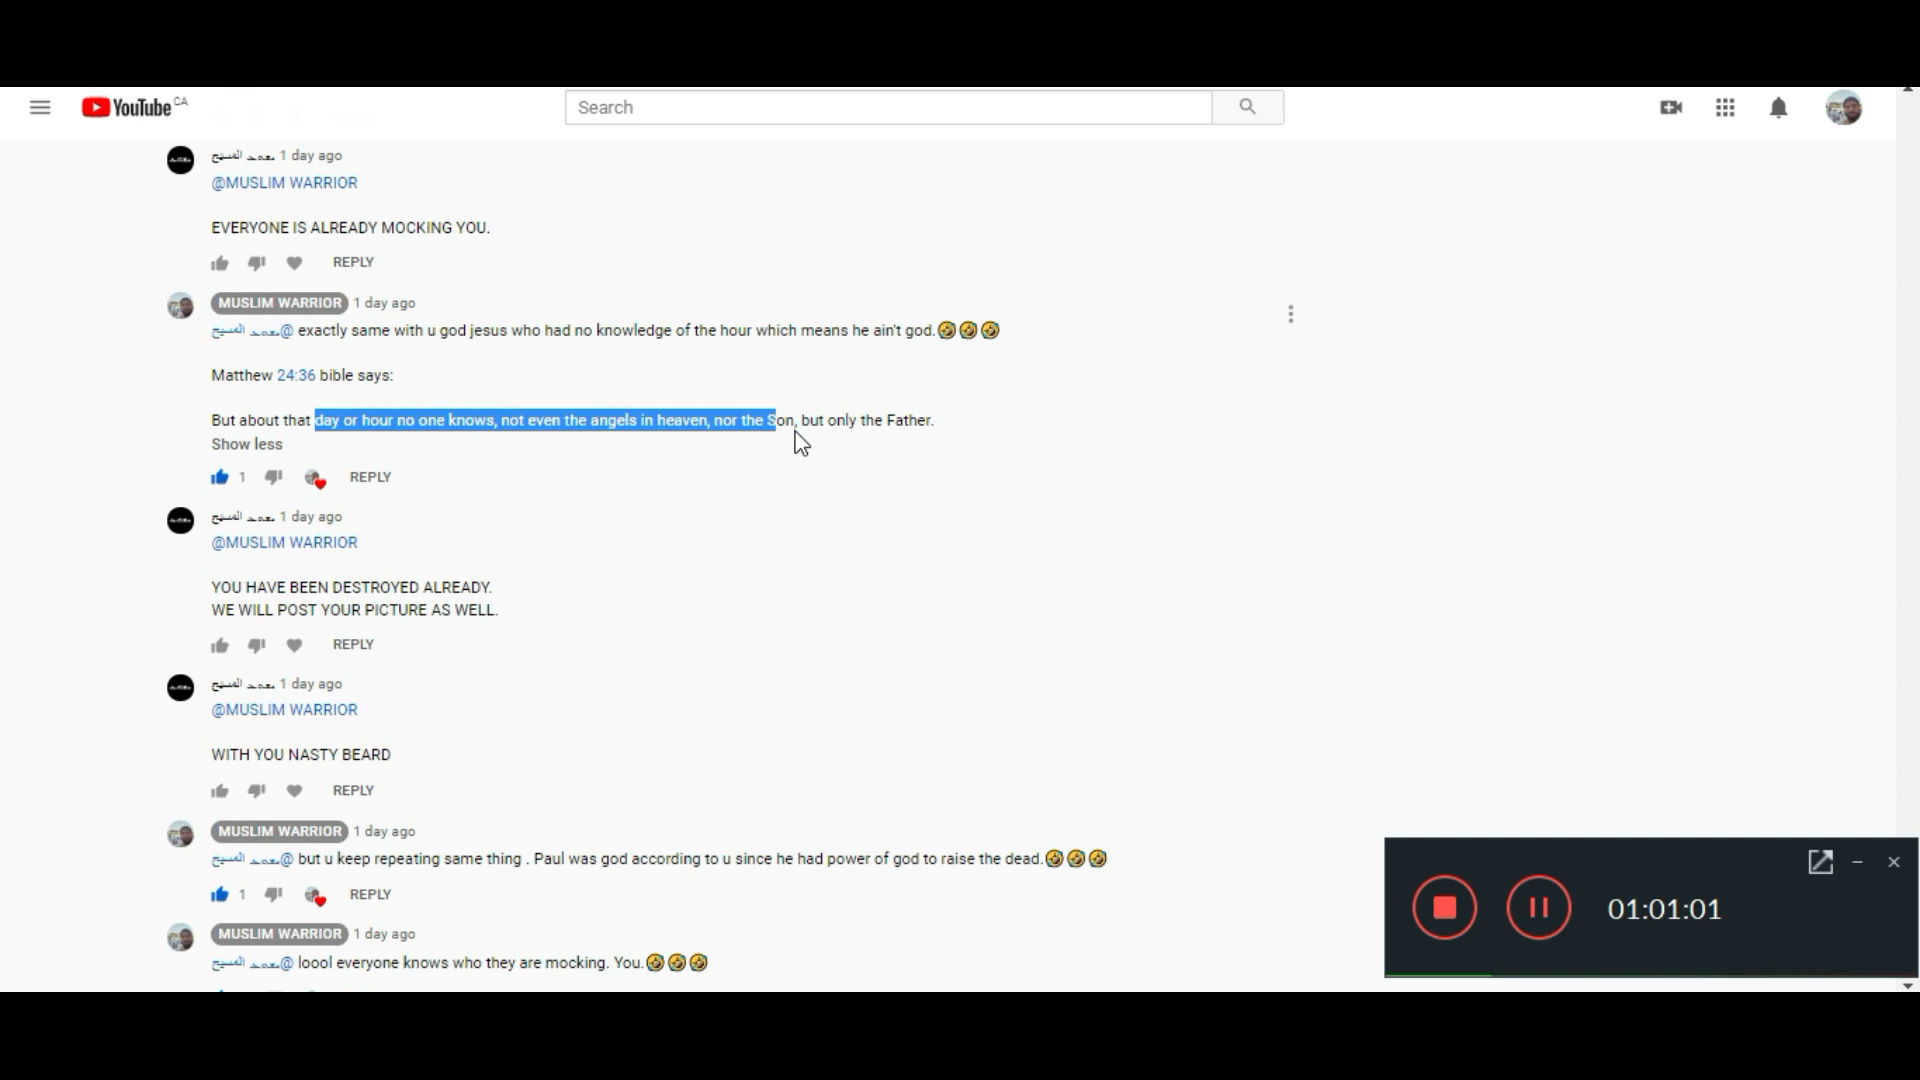 YouTube CA
Search
محمد المسيح 1 day ago
@MUSLIM WARRIOR
EVERYONE IS ALREADY MOCKING YOU.
REPLY
MUSLIM WARRIOR 1 day ago
@محمد المسيح exactly same with u god jesus who had no knowledge of the hour which means he ain't god.🤣🤣🤣
Matthew 24:36 bible says:
But about that day or hour no one knows, not even the angels in heaven, nor the Son, but only the Father.
Show less
1 REPLY
محمد المسيح 1 day ago
@MUSLIM WARRIOR
YOU HAVE BEEN DESTROYED ALREADY.
WE WILL POST YOUR PICTURE AS WELL.
REPLY
محمد المسيح 1 day ago
@MUSLIM WARRIOR
WITH YOU NASTY BEARD
REPLY
MUSLIM WARRIOR 1 day ago
@محمد المسيح but u keep repeating same thing . Paul was god according to u since he had power of god to raise the dead.🤣🤣🤣
1 REPLY
MUSLIM WARRIOR 1 day ago
@محمد المسيح loool everyone knows who they are mocking. You.🤣🤣🤣
01:01:01